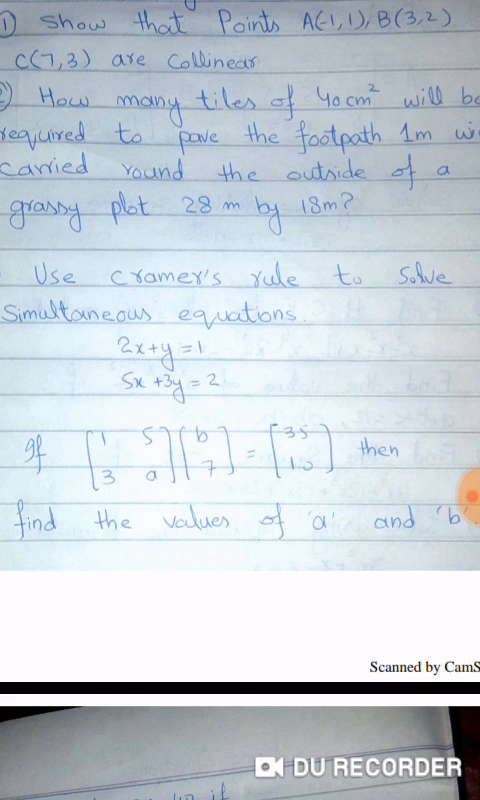 ① Show that Points A(-1,1), B(3,2)
C(7,3) are Collinear
② How many tiles of 40cm² will be
required to pave the footpath 1m wi
carried round the outside of a
grassy plot 28 m by 18m?
Use cramer's rule to Solve
Simultaneous equations.
2x+y=1
5x+3y=2
If [1 5 [b = [35 then
3 a] 7] 10]
find the values of 'a' and 'b'.
Scanned by CamS
DU RECORDER